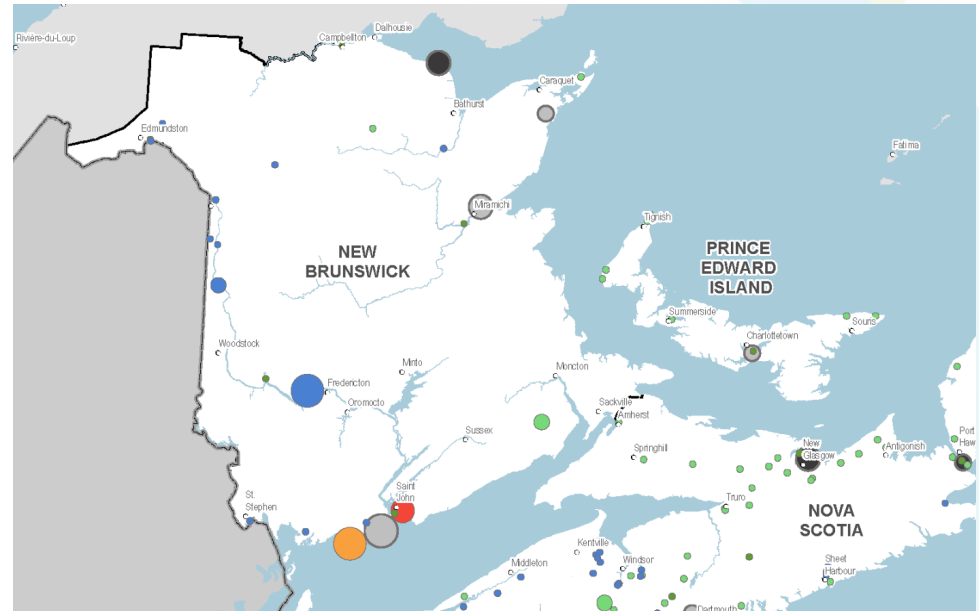 Rivière-du-Loup
Campbellton
Dalhousie
Caraquet
Bathurst
Edmundston
Fatima
Miramichi
Tignish
NEW
BRUNSWICK
PRINCE
EDWARD
ISLAND
Summerside
Souris
Charlottetown
Woodstock
Minto
Moncton
Fredericton
Oromocto
Sackville
Amherst
Sussex
Springhill
New
Glasgow
Antigonish
Port
Haw
St.
Stephen
Saint
John
Truro
NOVA
SCOTIA
Kentville
Windsor
Middleton
Sheet
Harbour
Dartmouth